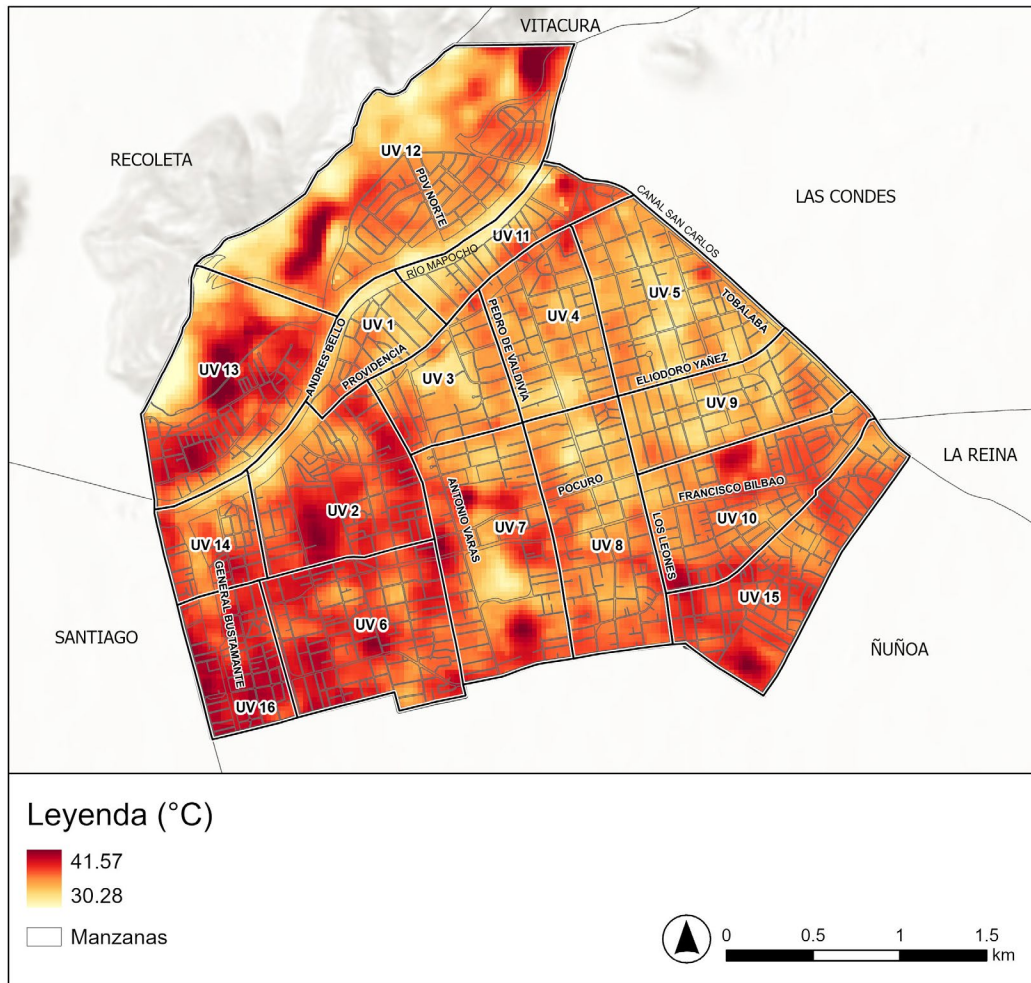 VITACURA
RECOLETA
UV 12
PDV NORTE
LAS CONDES
CANAL SAN CARLOS
UV 11
RÍO MAPOCHO
UV 5
TOBALABA
UV 1
UV 4
PEDRO DE VALDIVIA
ANDRES BELLO
PROVIDENCIA
UV 13
UV 3
ELIODORO YAÑEZ
UV 9
LA REINA
POCURO
FRANCISCO BILBAO
UV 2
ANTONIO VARAS
UV 7
UV 10
UV 14
UV 8
LOS LEONES
GENERAL BUSTAMANTE
UV 15
SANTIAGO
UV 6
ÑUÑOA
UV 16
Leyenda (°C)
41.57
30.28
Manzanas
0 0.5 1 1.5
km